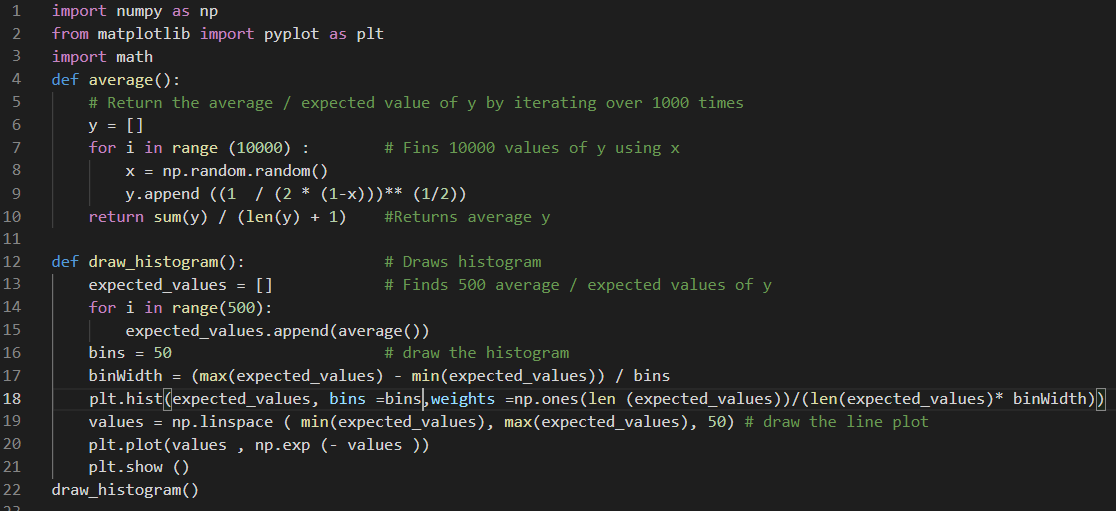 1 import numpy as np
2 from matplotlib import pyplot as plt
3 import math
4 def average():
5     # Return the average / expected value of y by iterating over 1000 times
6     y = []
7     for i in range (10000) :        # Fins 10000 values of y using x
8         x = np.random.random()
9         y.append ((1  / (2 * (1-x)))** (1/2))
10     return sum(y) / (len(y) + 1)    #Returns average y
11
12 def draw_histogram():               # Draws histogram
13     expected_values = []            # Finds 500 average / expected values of y
14     for i in range(500):
15         expected_values.append(average())
16     bins = 50                       # draw the histogram
17     binWidth = (max(expected_values) - min(expected_values)) / bins
18     plt.hist(expected_values, bins =bins,weights =np.ones(len (expected_values))/(len(expected_values)* binWidth))
19     values = np.linspace ( min(expected_values), max(expected_values), 50) # draw the line plot
20     plt.plot(values , np.exp (- values ))
21     plt.show ()
22 draw_histogram()